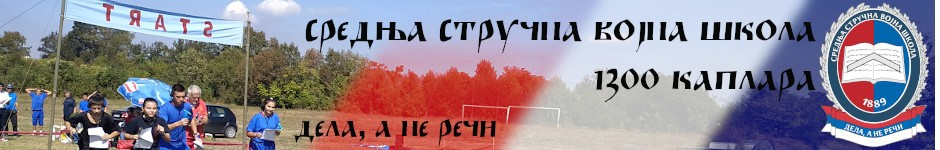 START
СРЕДЊА СТРУЧНА ВОЈНА ШКОЛА
1300 КАПЛАРА
ДЕЛА, А НЕ РЕЧИ
СРЕДЊА СТРУЧНА ВОЈНА ШКОЛА
1889
ДЕЛА, А НЕ РЕЧИ